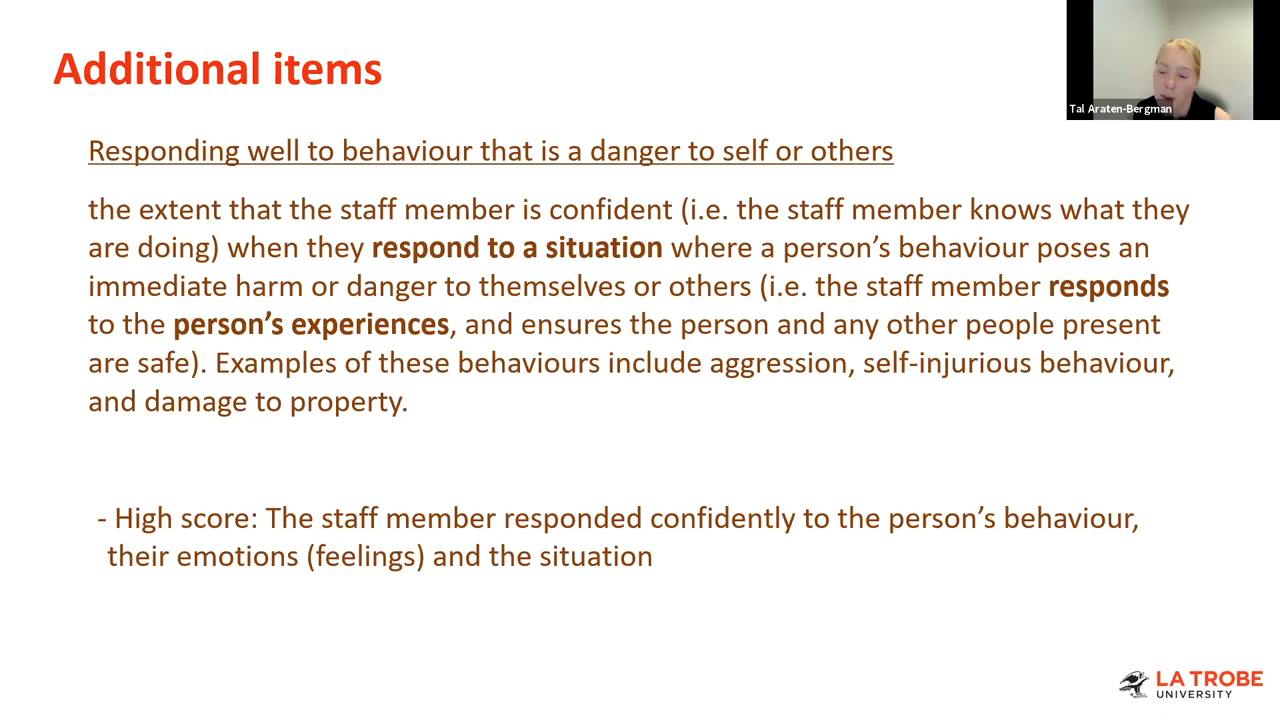 Additional items
Tal Araten-Bergman
Responding well to behaviour that is a danger to self or others
the extent that the staff member is confident (i.e. the staff member knows what they
are doing) when they respond to a situation where a person’s behaviour poses an
immediate harm or danger to themselves or others (i.e. the staff member responds
to the person’s experiences, and ensures the person and any other people present
are safe). Examples of these behaviours include aggression, self-injurious behaviour,
and damage to property.
- High score: The staff member responded confidently to the person’s behaviour,
their emotions (feelings) and the situation
LA TROBE
UNIVERSITY